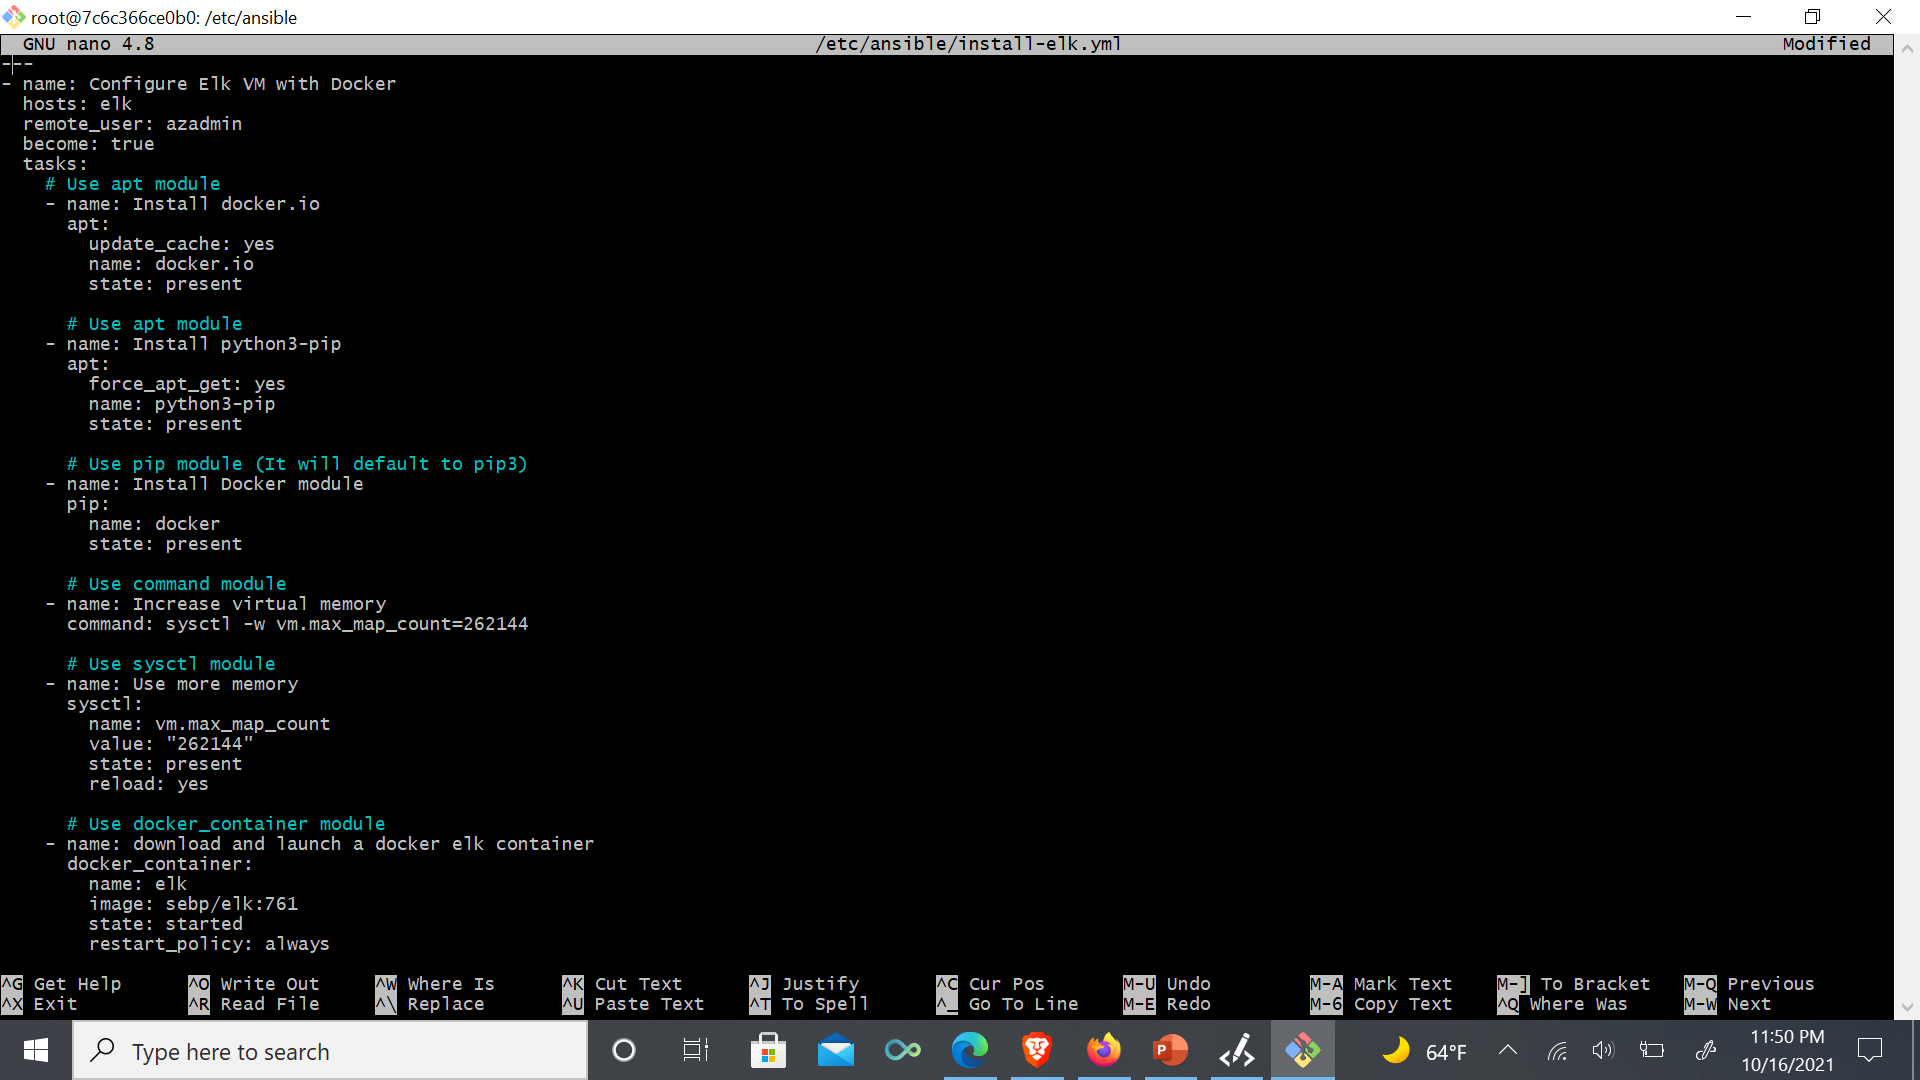 root@7c6c366ce0b0: /etc/ansible
GNU nano 4.8 /etc/ansible/install-elk.yml Modified
---
- name: Configure Elk VM with Docker
  hosts: elk
  remote_user: azadmin
  become: true
  tasks:
    # Use apt module
    - name: Install docker.io
      apt:
        update_cache: yes
        name: docker.io
        state: present

      # Use apt module
    - name: Install python3-pip
      apt:
        force_apt_get: yes
        name: python3-pip
        state: present

      # Use pip module (It will default to pip3)
    - name: Install Docker module
      pip:
        name: docker
        state: present

      # Use command module
    - name: Increase virtual memory
      command: sysctl -w vm.max_map_count=262144

      # Use sysctl module
    - name: Use more memory
      sysctl:
        name: vm.max_map_count
        value: "262144"
        state: present
        reload: yes

      # Use docker_container module
    - name: download and launch a docker elk container
      docker_container:
        name: elk
        image: sebp/elk:761
        state: started
        restart_policy: always
^G Get Help ^O Write Out ^W Where Is ^K Cut Text ^J Justify ^C Cur Pos M-U Undo M-A Mark Text M-] To Bracket M-Q Previous
^X Exit ^R Read File ^\ Replace ^U Paste Text ^T To Spell ^_ Go To Line M-E Redo M-6 Copy Text ^Q Where Was M-W Next
Type here to search P 64°F 11:50 PM
10/16/2021